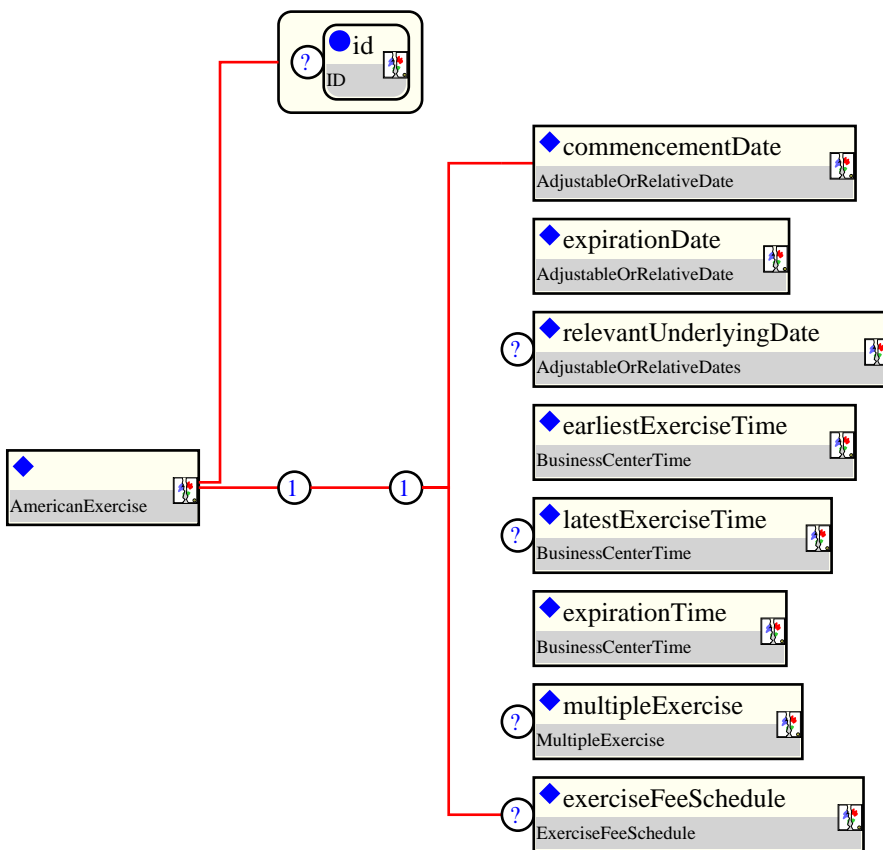 id
?
ID
commencementDate
AdjustableOrRelativeDate
expirationDate
AdjustableOrRelativeDate
relevantUnderlyingDate
?
AdjustableOrRelativeDates
earliestExerciseTime
BusinessCenterTime
AmericanExercise
1
1
latestExerciseTime
?
BusinessCenterTime
expirationTime
BusinessCenterTime
multipleExercise
?
MultipleExercise
exerciseFeeSchedule
?
ExerciseFeeSchedule